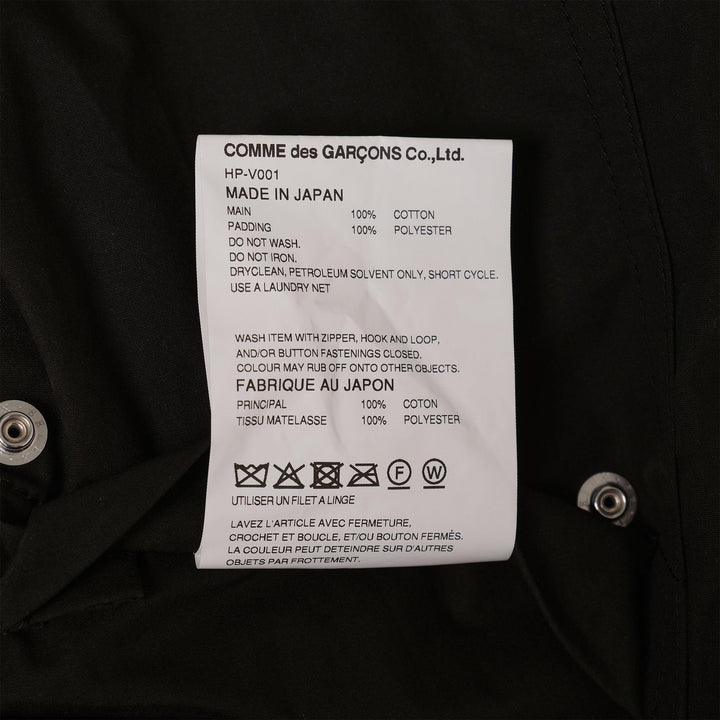 COMME des GARÇONS Co.,Ltd.
HP-V001
MADE IN JAPAN
MAIN 100% COTTON
PADDING 100% POLYESTER
DO NOT WASH.
DO NOT IRON.
DRYCLEAN, PETROLEUM SOLVENT ONLY, SHORT CYCLE.
USE A LAUNDRY NET
WASH ITEM WITH ZIPPER, HOOK AND LOOP,
AND/OR BUTTON FASTENINGS CLOSED.
COLOUR MAY RUB OFF ONTO OTHER OBJECTS.
FABRIQUE AU JAPON
PRINCIPAL 100% COTON
TISSU MATELASSE 100% POLYESTER
F W
UTILISER UN FILET A LINGE
LAVEZ L'ARTICLE AVEC FERMETURE,
CROCHET ET BOUCLE, ET/OU BOUTON FERMÉS.
LA COULEUR PEUT DETEINDRE SUR D'AUTRES
OBJETS PAR FROTTEMENT.